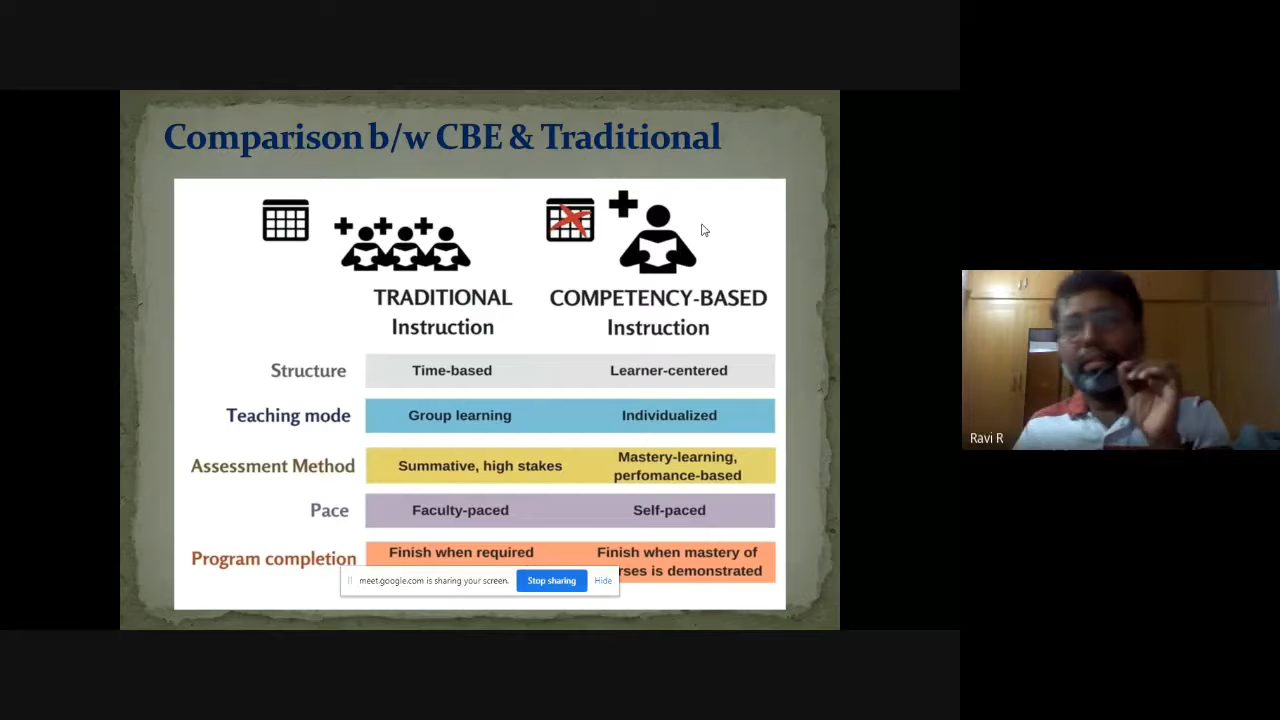 Comparison b/w CBE & Traditional
TRADITIONAL COMPETENCY-BASED
Instruction Instruction
Structure Time-based Learner-centered
Teaching mode Group learning Individualized
Assessment Method Summative, high stakes Mastery-learning,
perfomance-based
Pace Faculty-paced Self-paced
Program completion Finish when required Finish when mastery of
is demonstrated
meet.google.com is sharing your screen. Stop sharing Hide
Ravi R